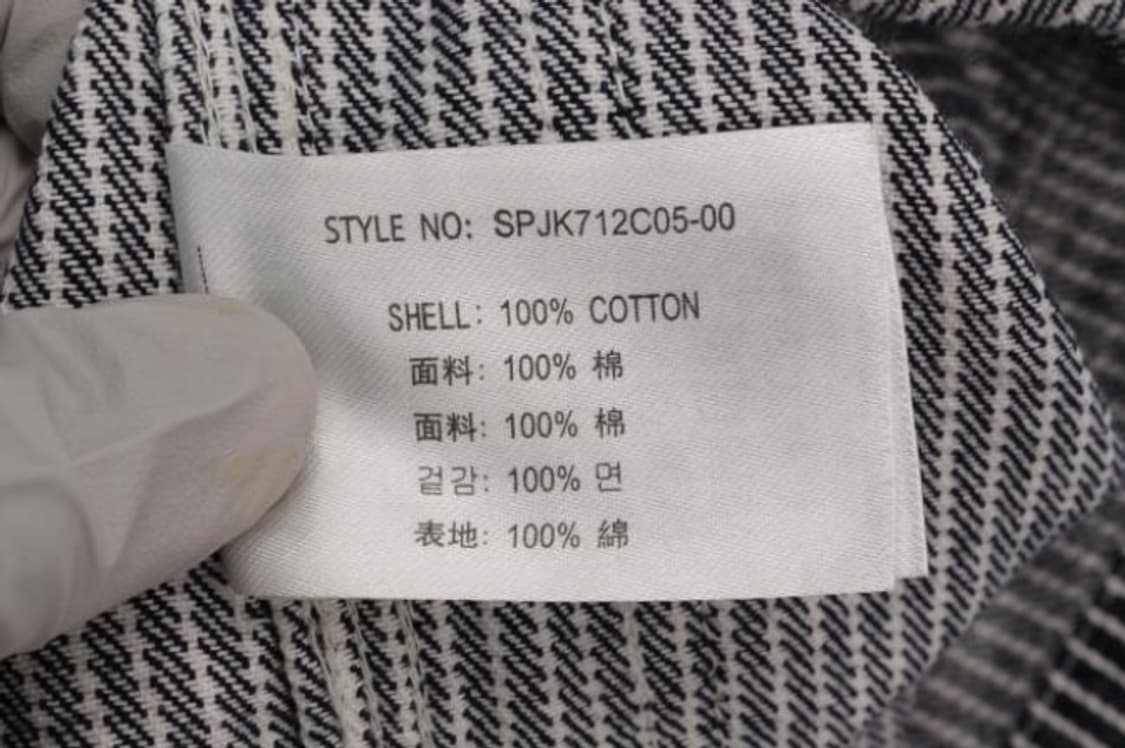 STYLE NO: SPJK712C05-00
SHELL: 100% COTTON
面料: 100% 棉
面料: 100% 棉
겉감: 100% 면
表地: 100% 綿